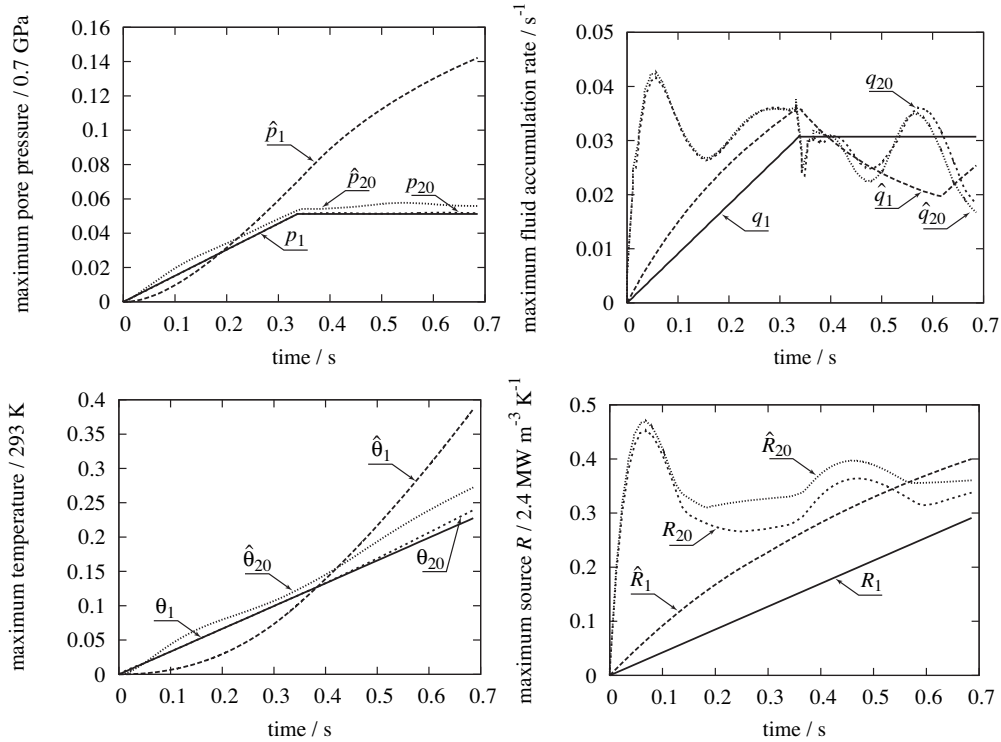 maximum pore pressure / 0.7 GPa
0.16
0.14
0.12
0.1
0.08
0.06
0.04
0.02
0
p̂1
p̂20
p20
p1
0 0.1 0.2 0.3 0.4 0.5 0.6 0.7
time / s
maximum fluid accumulation rate / s-1
0.05
0.04
0.03
0.02
0.01
0
q20
q̂1
q̂20
q1
0 0.1 0.2 0.3 0.4 0.5 0.6 0.7
time / s
maximum temperature / 293 K
0.4
0.35
0.3
0.25
0.2
0.15
0.1
0.05
0
θ̂1
θ̂20
θ20
θ1
0 0.1 0.2 0.3 0.4 0.5 0.6 0.7
time / s
maximum source R / 2.4 MW m-3 K-1
0.5
0.4
0.3
0.2
0.1
0
R̂20
R20
R̂1
R1
0 0.1 0.2 0.3 0.4 0.5 0.6 0.7
time / s